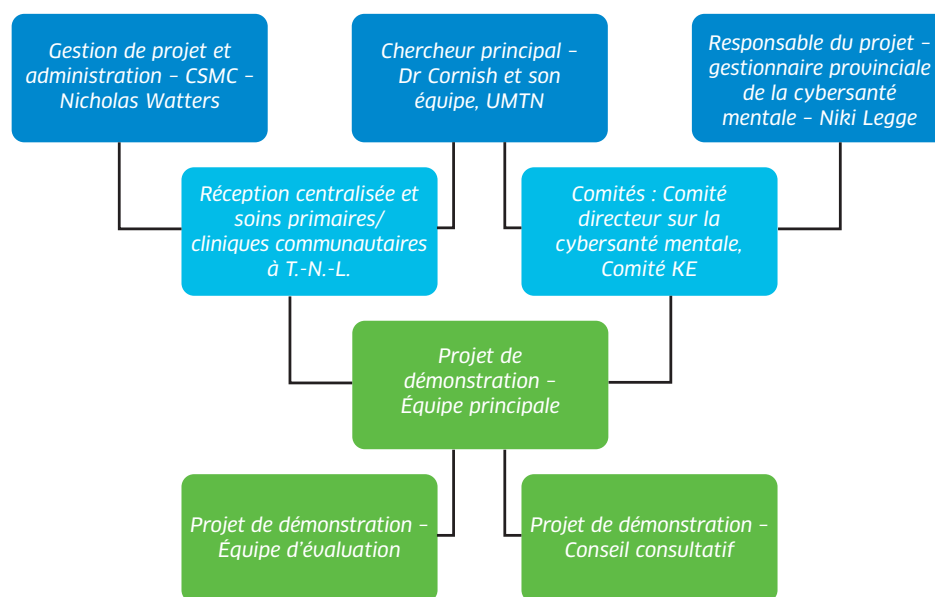 Gestion de projet et
administration – CSMC –
Nicholas Watters
Chercheur principal –
Dr Cornish et son
équipe, UMTN
Responsable du projet –
gestionnaire provinciale
de la cybersanté
mentale – Niki Legge
Réception centralisée et
soins primaires/
cliniques communautaires
à T.-N.-L.
Comités : Comité
directeur sur la
cybersanté mentale,
Comité KE
Projet de
démonstration –
Équipe principale
Projet de démonstration –
Équipe d'évaluation
Projet de démonstration –
Conseil consultatif